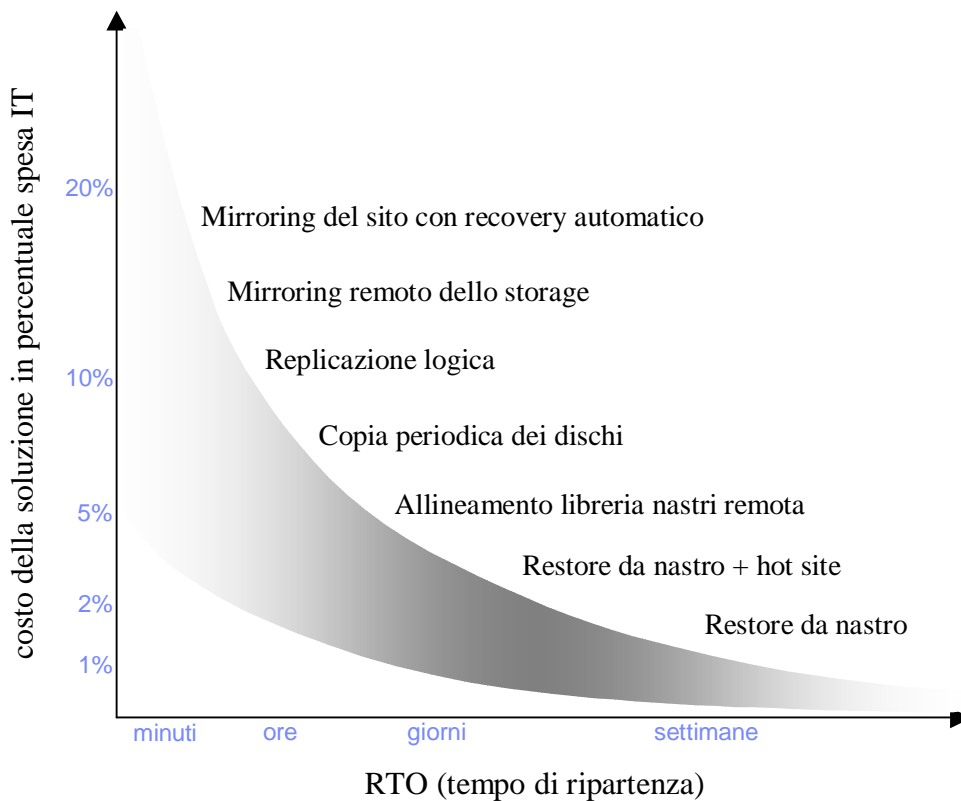 costo della soluzione in percentuale spesa IT
20%
10%
5%
2%
1%
Mirroring del sito con recovery automatico
Mirroring remoto dello storage
Replicazione logica
Copia periodica dei dischi
Allineamento libreria nastri remota
Restore da nastro + hot site
Restore da nastro
minuti ore giorni settimane
RTO (tempo di ripartenza)